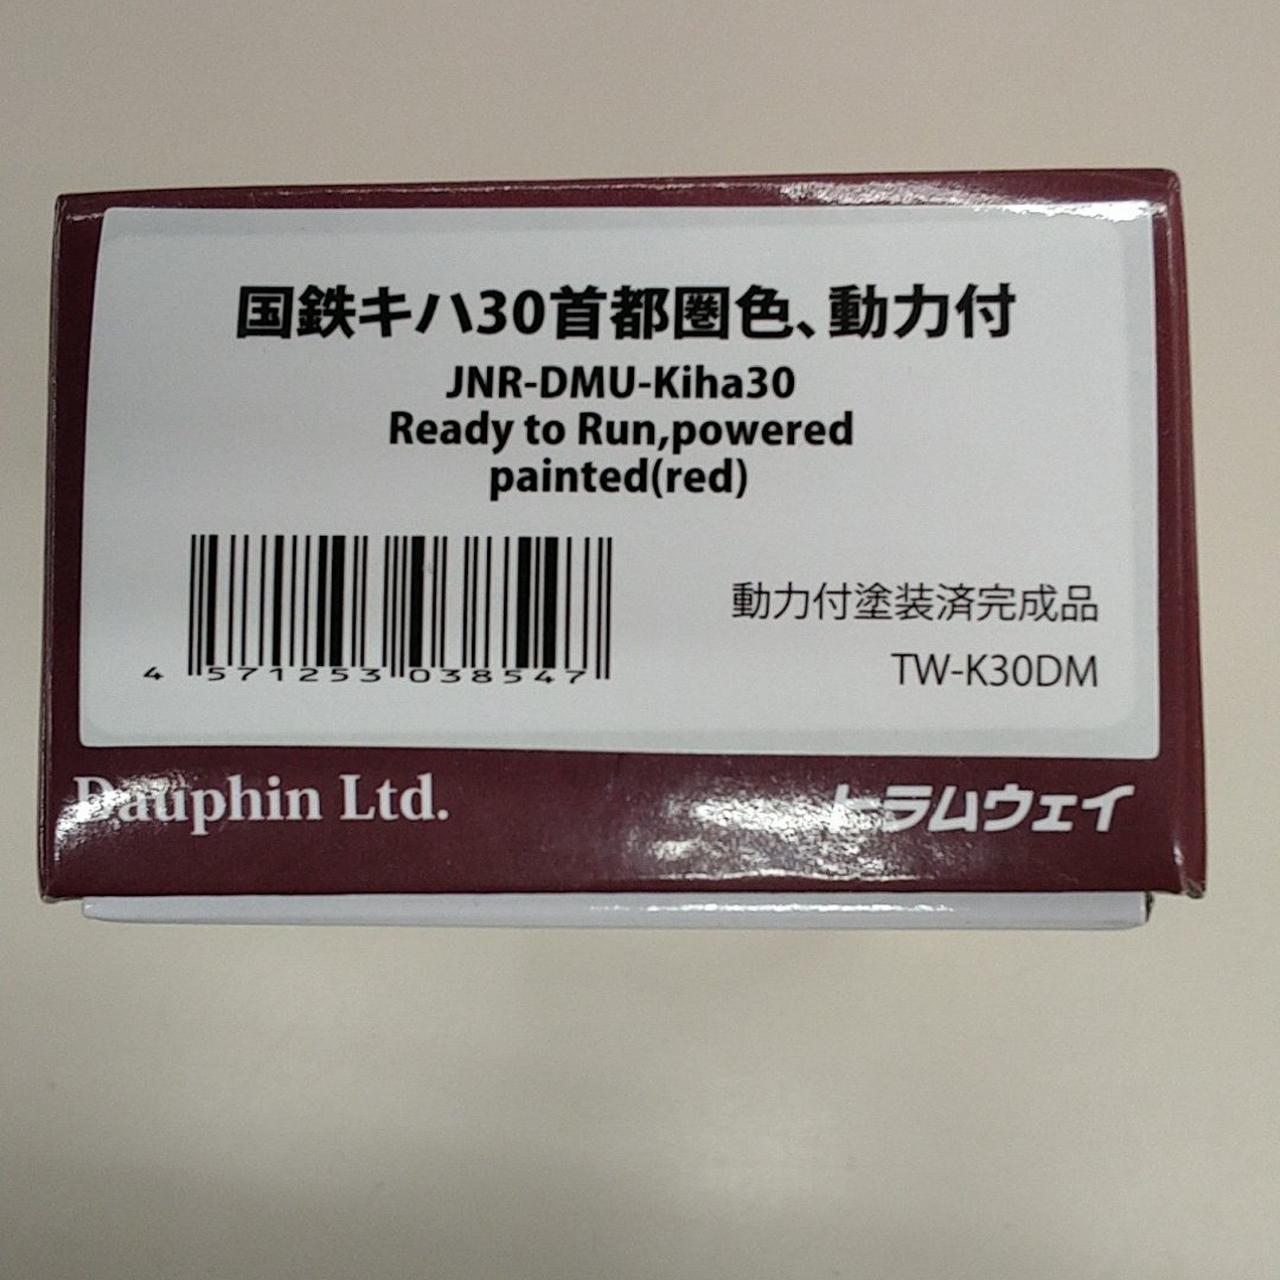 国鉄キハ30首都圏色、動力付
JNR-DMU-Kiha30
Ready to Run,powered
painted(red)
4 571253 038547
動力付塗装済完成品
TW-K30DM
Dauphin Ltd.
トラムウェイ